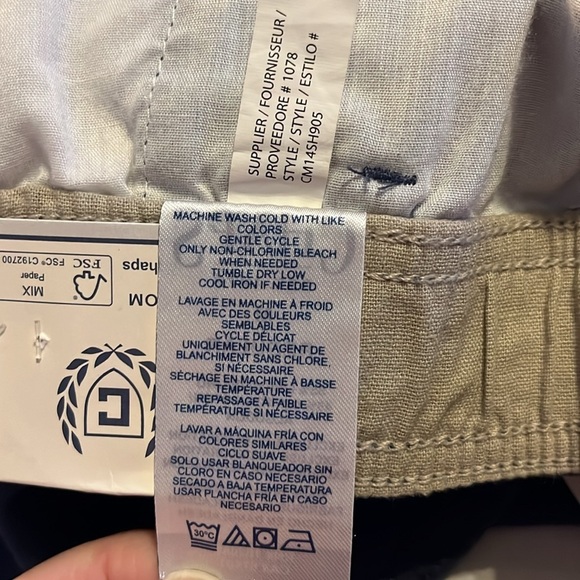 SUPPLIER / FOURNISSEUR /
PROVEEDORE # 1078
STYLE / STYLE / ESTILO #
CM14SH905
MACHINE WASH COLD WITH LIKE
COLORS
GENTLE CYCLE
ONLY NON-CHLORINE BLEACH
WHEN NEEDED
TUMBLE DRY LOW
COOL IRON IF NEEDED
LAVAGE EN MACHINE À FROID
AVEC DES COULEURS
SEMBLABLES
CYCLE DÉLICAT
UNIQUEMENT UN AGENT DE
BLANCHIMENT SANS CHLORE,
SI NÉCESSAIRE
SÉCHAGE EN MACHINE À BASSE
TEMPÉRATURE
REPASSAGE À FAIBLE
TEMPÉRATURE SI NÉCESSAIRE
LAVAR A MÁQUINA FRÍA CON
COLORES SIMILARES
CICLO SUAVE
SOLO USAR BLANQUEADOR SIN
CLORO EN CASO NECESARIO
SECADO A BAJA TEMPERATURA
USAR PLANCHA FRÍA EN CASO
NECESARIO
30°C
OM
haps
MIX
Paper
FSC
FSC® C192700
C